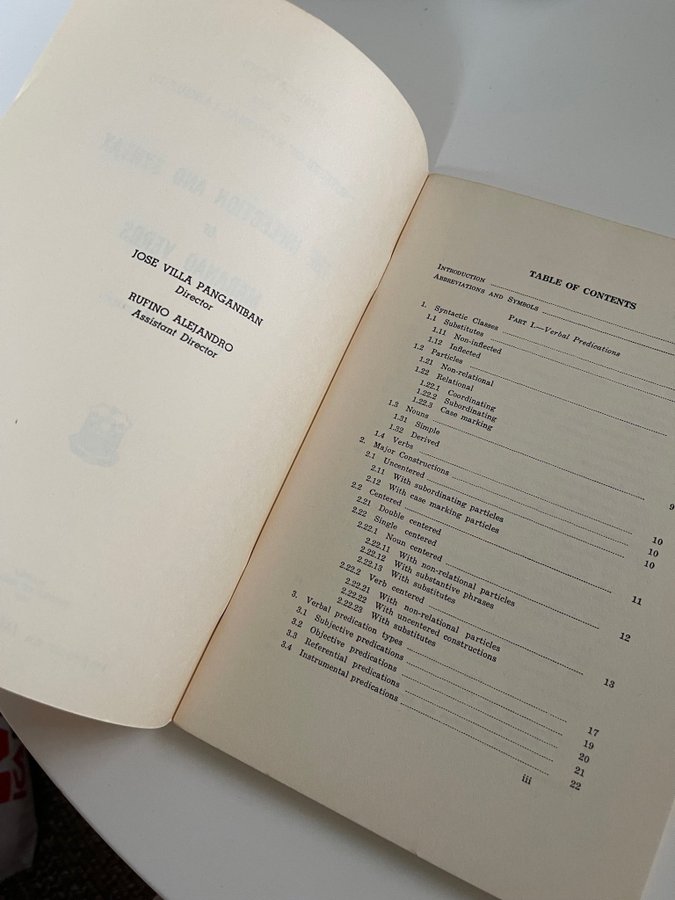 JOSE VILLA PANGANIBAN
Director
RUFINO ALEJANDRO
Assistant Director
TABLE OF CONTENTS
INTRODUCTION
ABBREVIATIONS AND SYMBOLS
PART I.—Verbal Predications
1. Syntactic Classes
1.1 Substitutes
1.11 Non-inflected
1.12 Inflected
1.2 Particles
1.21 Non-relational
1.22 Relational
1.22.1 Coordinating
1.22.2 Subordinating
1.22.3 Case marking
1.3 Nouns
1.31 Simple 9
1.32 Derived
1.4 Verbs
2. Major Constructions 10
2.1 Uncentered 10
2.11 With subordinating particles 10
2.12 With case marking particles
2.2 Centered 11
2.21 Double centered
2.22 Single centered
2.22.1 Noun centered 12
2.22.11 With non-relational particles
2.22.12 With substantive phrases
2.22.13 With substitutes
2.22.2 Verb centered 13
2.22.21 With non-relational particles
2.22.22 With uncentered constructions
2.22.23 With substitutes
3. Verbal predication types 17
3.1 Subjective predications 19
3.2 Objective predications 20
3.3 Referential predications 21
3.4 Instrumental predications 22
iii